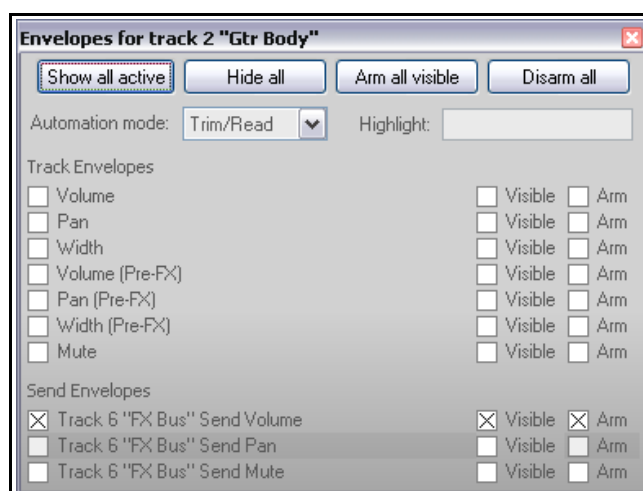 Envelopes for track 2 "Gtr Body"
Show all active Hide all Arm all visible Disarm all
Automation mode: Trim/Read Highlight:
Track Envelopes
Volume Visible Arm
Pan Visible Arm
Width Visible Arm
Volume (Pre-FX) Visible Arm
Pan (Pre-FX) Visible Arm
Width (Pre-FX) Visible Arm
Mute Visible Arm
Send Envelopes
Track 6 "FX Bus" Send Volume Visible Arm
Track 6 "FX Bus" Send Pan Visible Arm
Track 6 "FX Bus" Send Mute Visible Arm